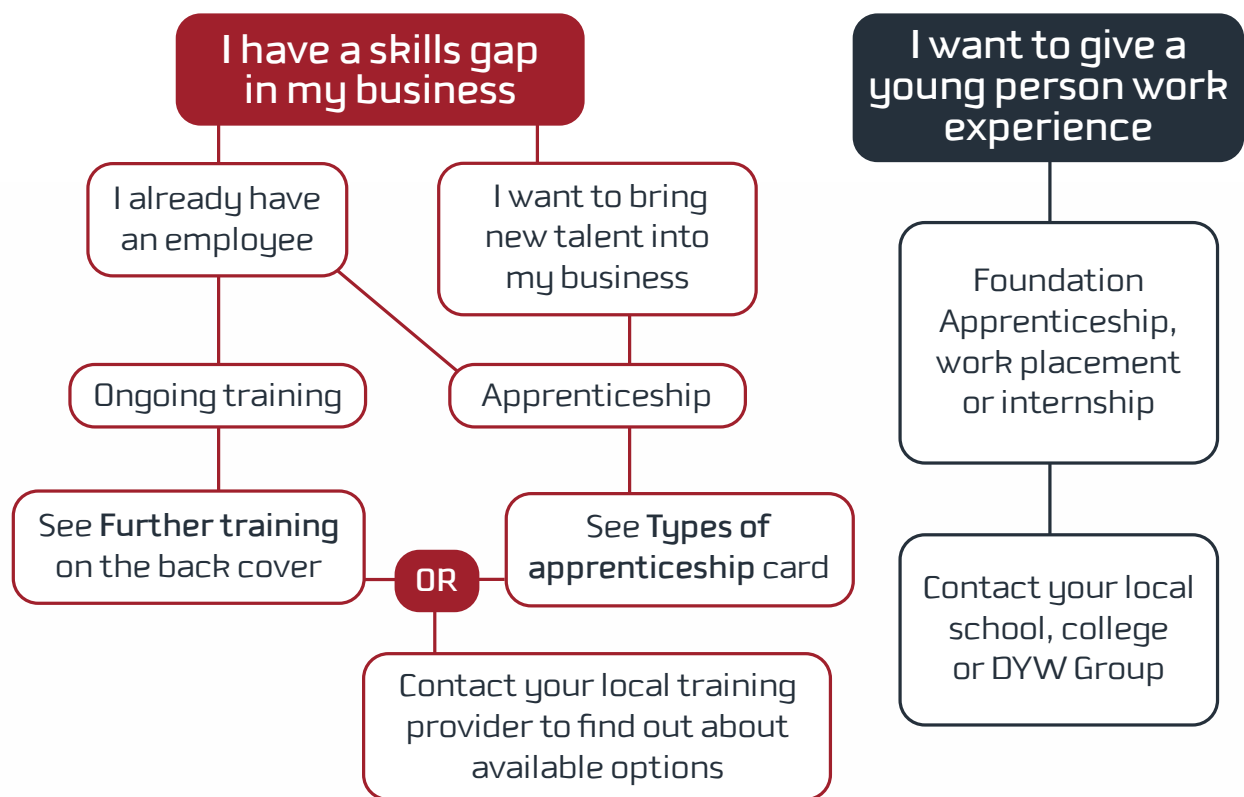 I have a skills gap
in my business
I already have
an employee
I want to bring
new talent into
my business
Ongoing training
Apprenticeship
See Further training
on the back cover
OR
See Types of
apprenticeship card
Contact your local training
provider to find out about
available options
I want to give a
young person work
experience
Foundation
Apprenticeship,
work placement
or internship
Contact your local
school, college
or DYW Group